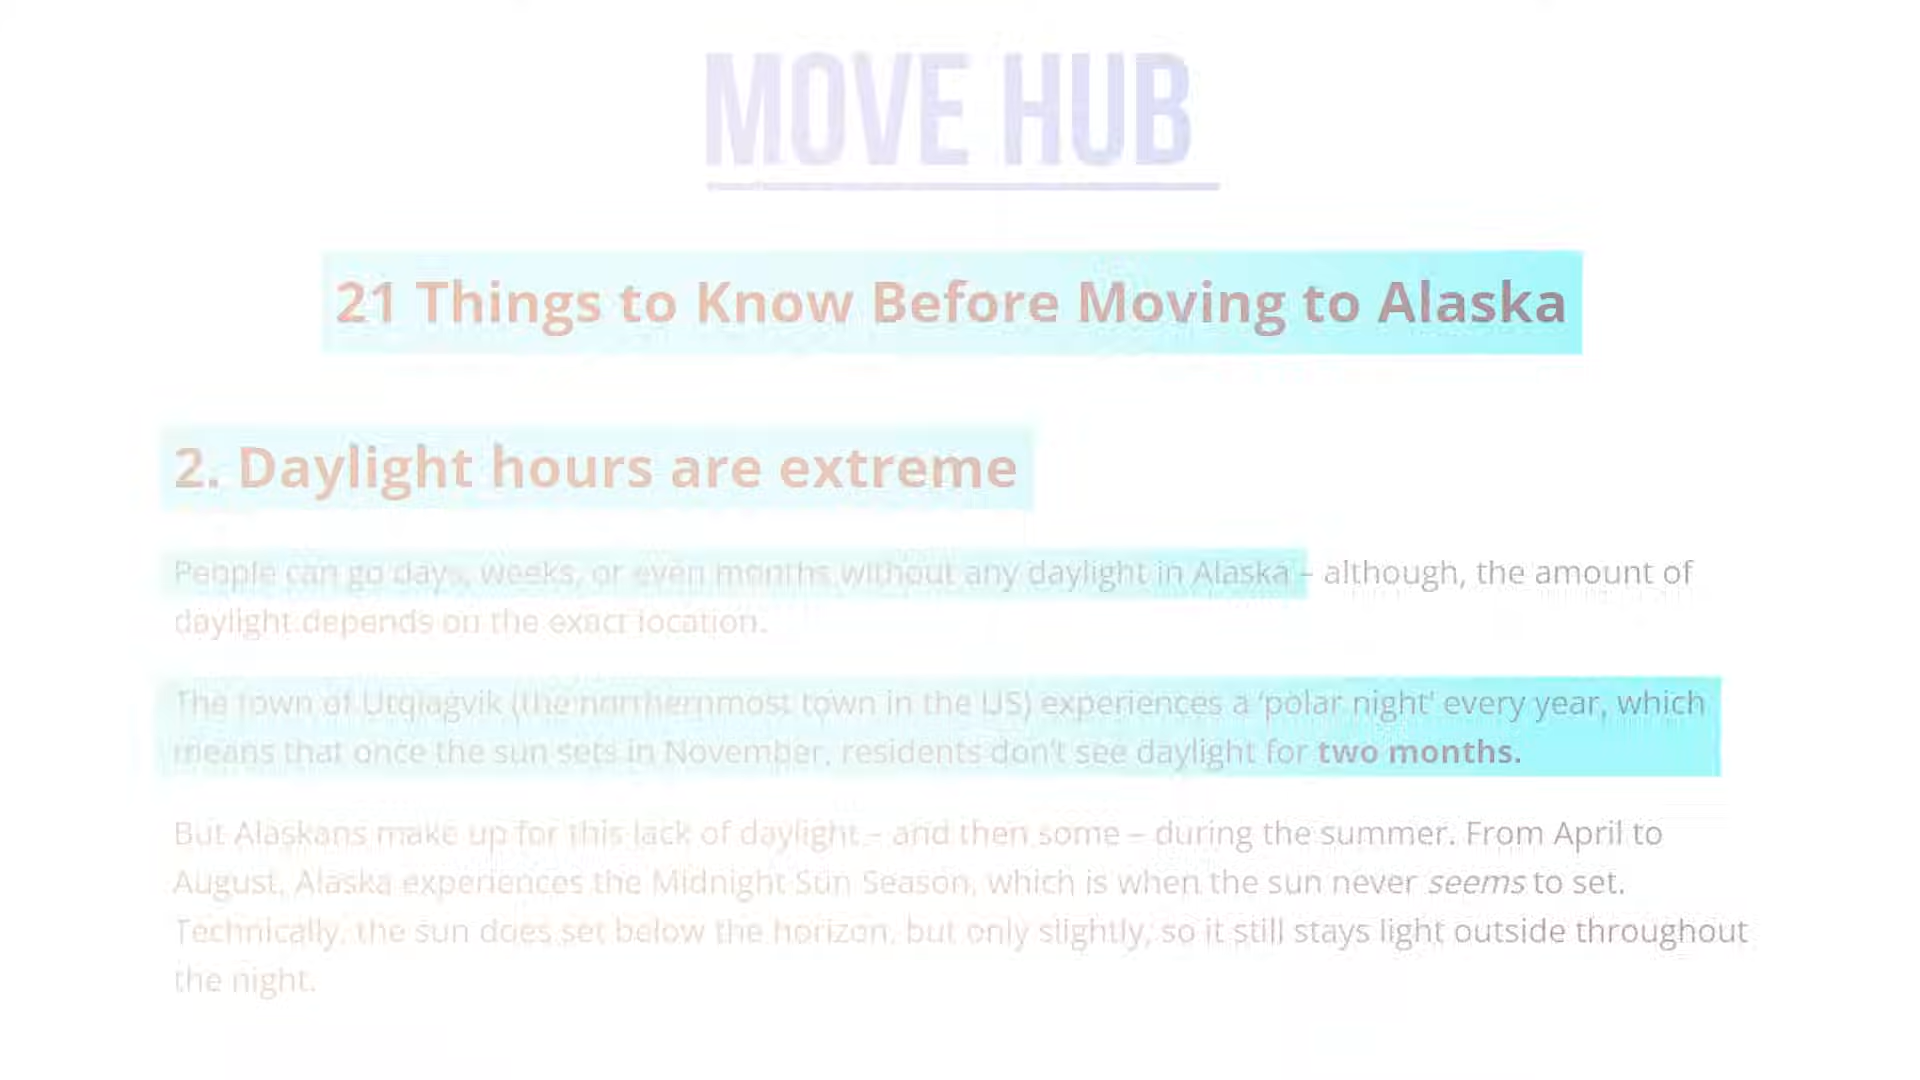 MOVE HUB
21 Things to Know Before Moving to Alaska
2. Daylight hours are extreme
People can go days, weeks, or even months without any daylight in Alaska – although, the amount of
daylight depends on the exact location.
The town of Utqiagvik (the northernmost town in the US) experiences a ‘polar night’ every year, which
means that once the sun sets in November, residents don't see daylight for two months.
But Alaskans make up for this lack of daylight – and then some – during the summer. From April to
August, Alaska experiences the Midnight Sun Season, which is when the sun never seems to set.
Technically, the sun does set below the horizon, but only slightly, so it still stays light outside throughout
the night.